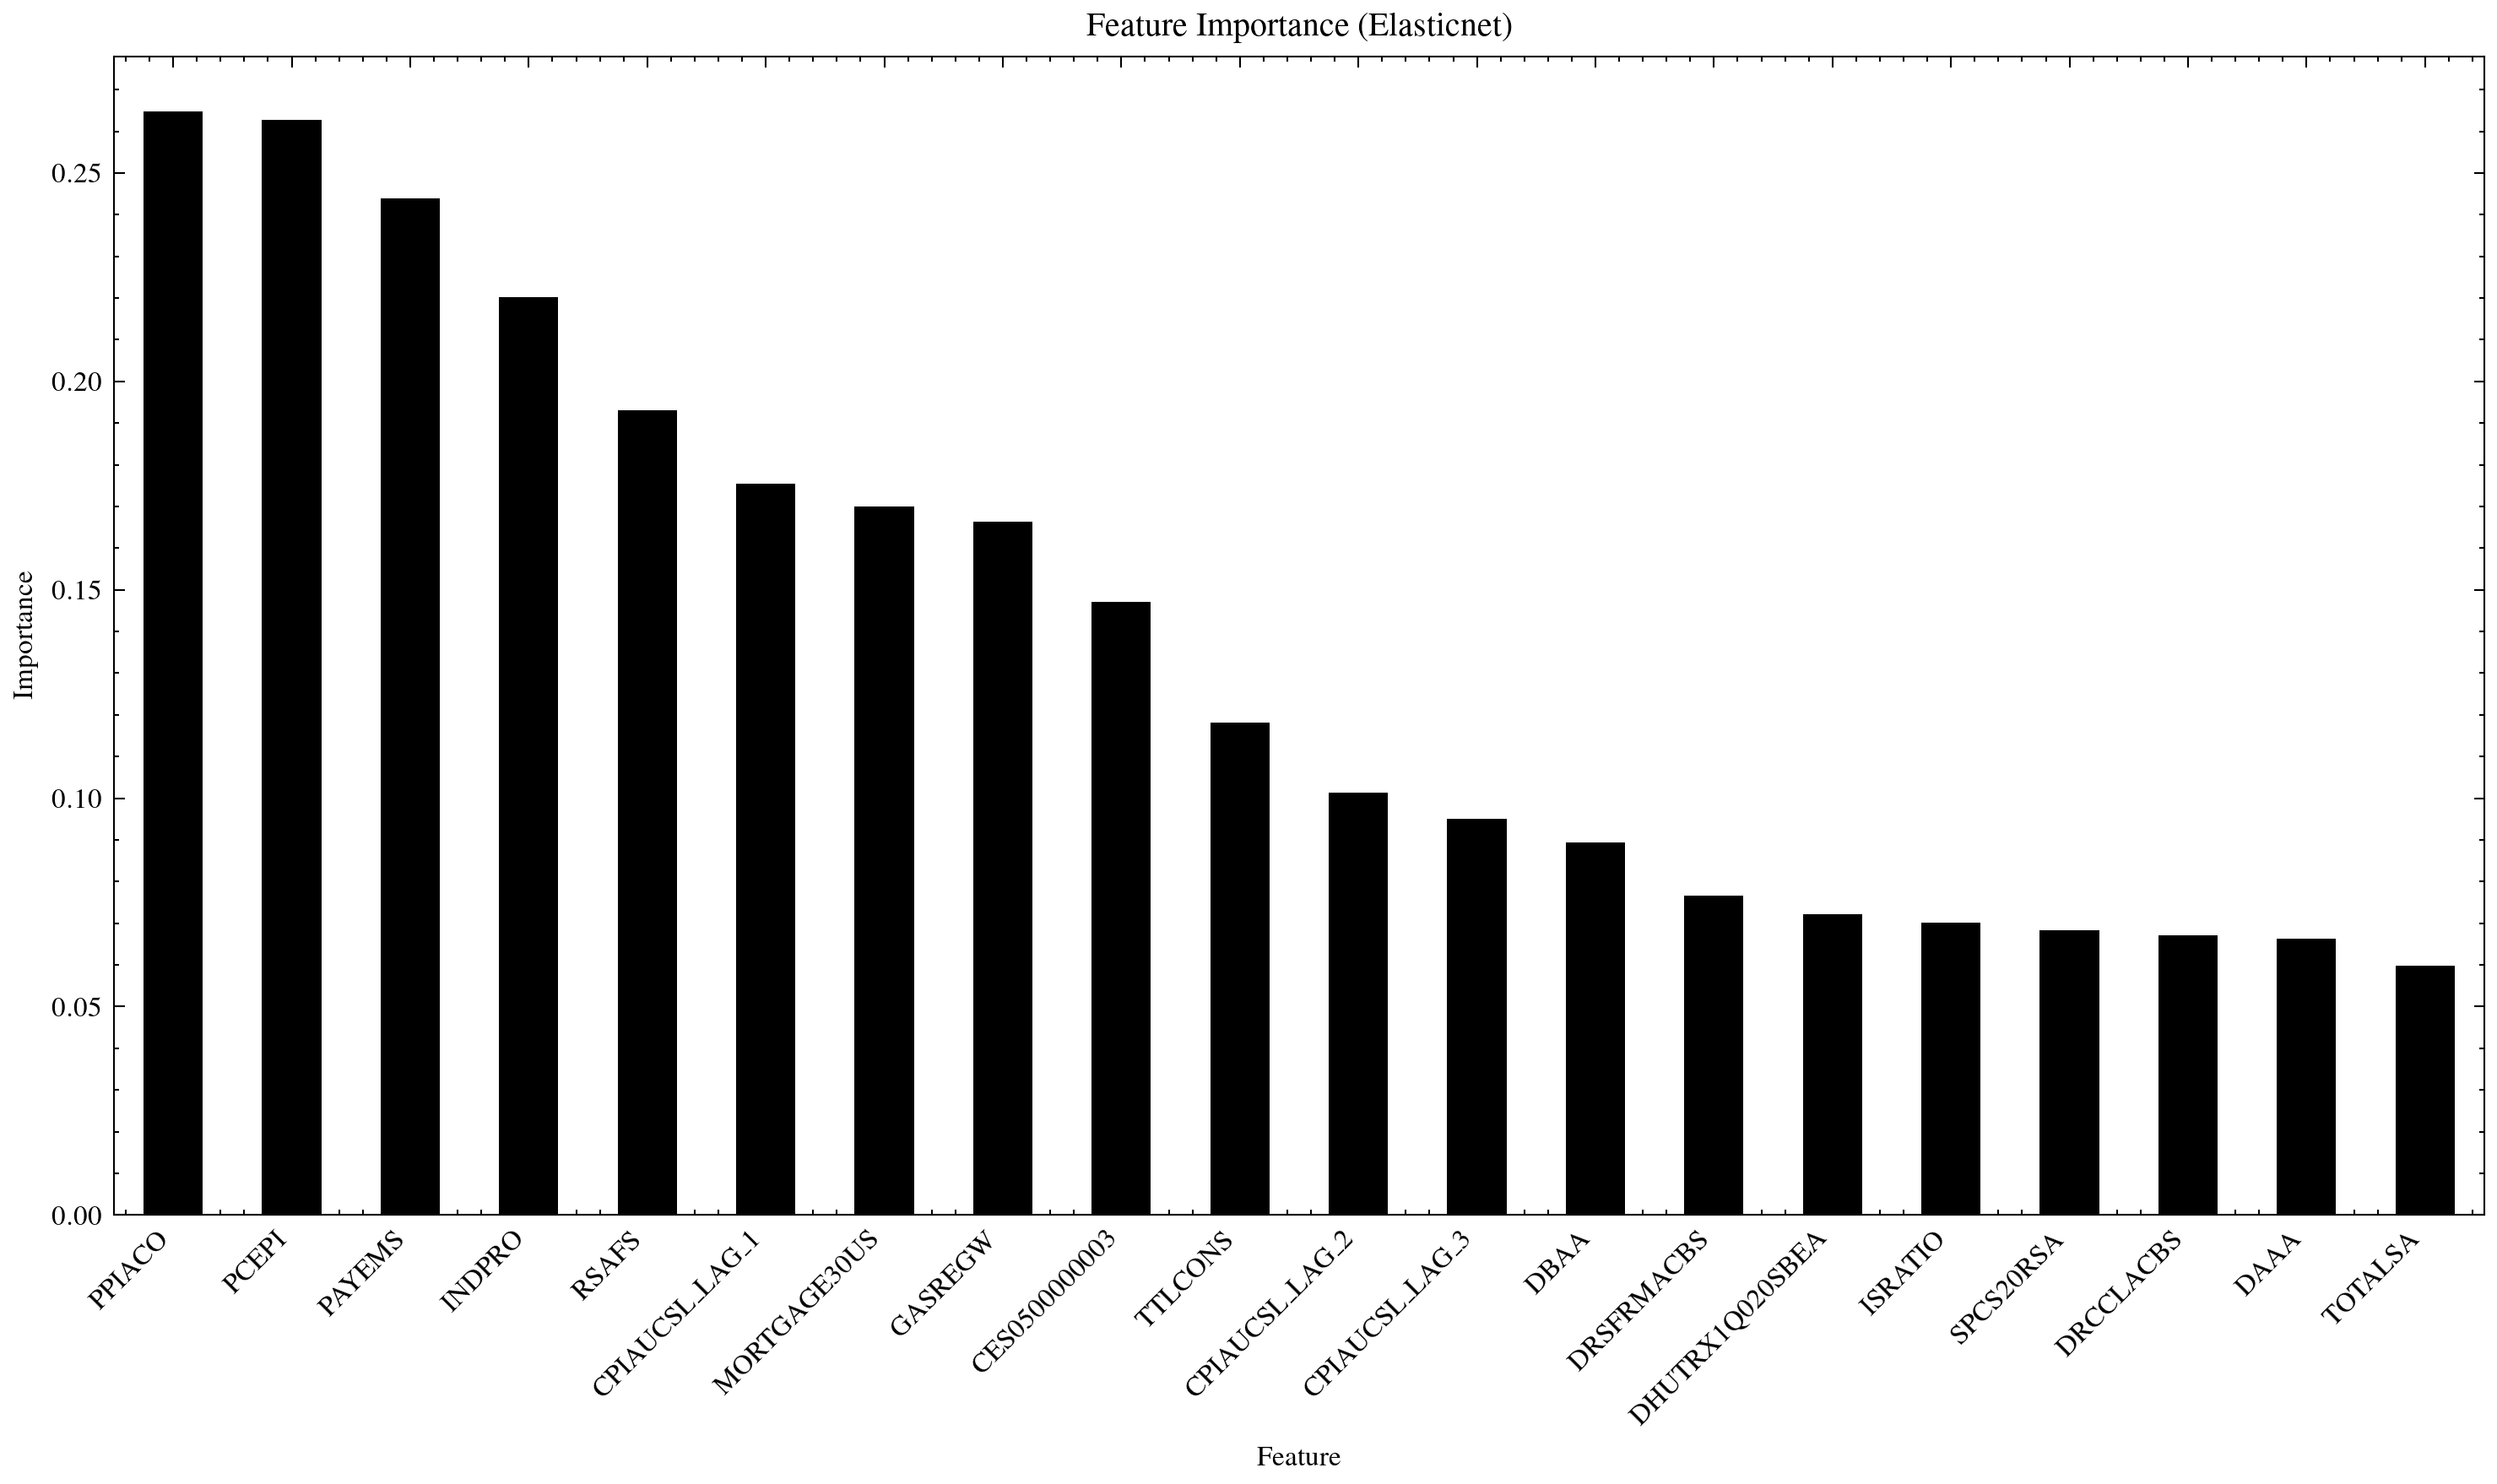 Feature Importance (Elasticnet)
Importance
0.25
0.20
0.15
0.10
0.05
0.00
PPIACO
PCEPI
PAYEMS
INDPRO
RSAFS
CPIAUCSL_LAG_1
MORTGAGE30US
GASREGW
CES0500000003
TTLCONS
CPIAUCSL_LAG_2
CPIAUCSL_LAG_3
DBAA
DRSFRMACBS
DHUTRX1Q020SBEA
ISRATIO
SPCS20RSA
DRCCLACBS
DAAA
TOTALSA
Feature